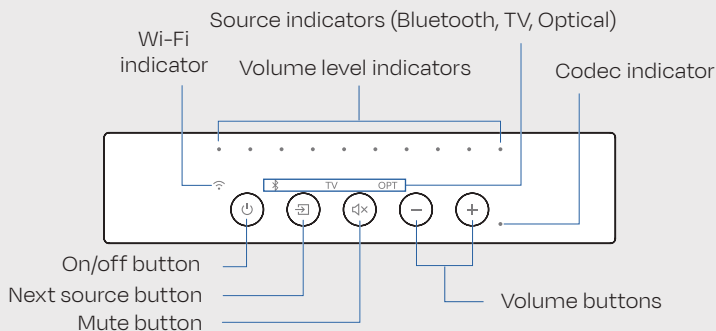 Source indicators (Bluetooth, TV, Optical)
Wi-Fi
indicator
Volume level indicators
Codec indicator
TV
OPT
On/off button
Next source button
Mute button
Volume buttons